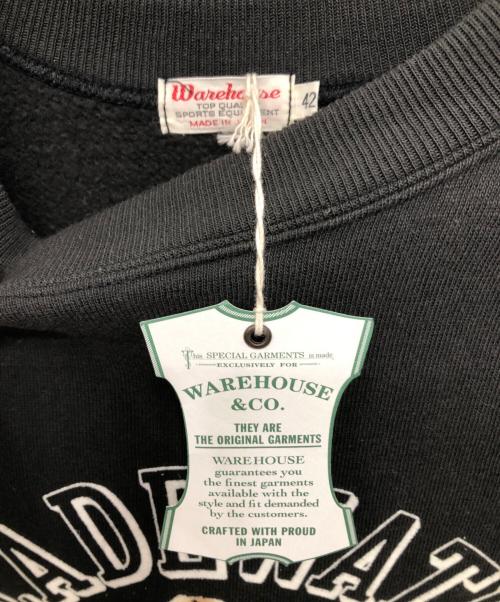 Warehouse
TOP QUALITY
SPORTS EQUIPMENT
MADE IN JAPAN
42
This SPECIAL GARMENTS is made
EXCLUSIVELY FOR
WAREHOUSE
&CO.
THEY ARE
THE ORIGINAL GARMENTS
WAREHOUSE
guarantees you
the finest garments
available with the
style and fit demanded
by the customers.
CRAFTED WITH PROUD
IN JAPAN
ADEWAT